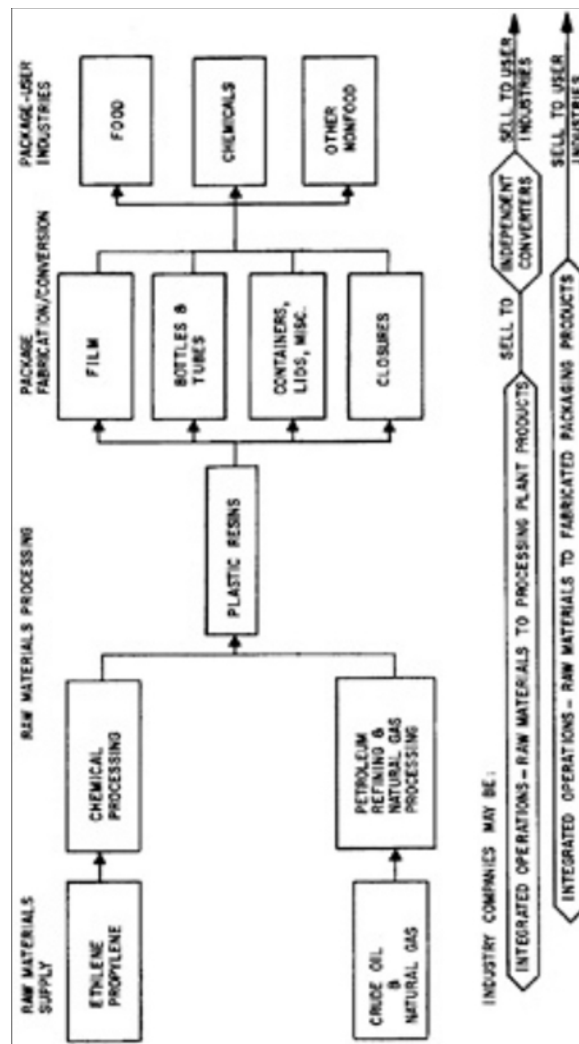 RAW MATERIALS
SUPPLY
RAW MATERIALS PROCESSING
PACKAGE
FABRICATION/CONVERSION
PACKAGE-USER
INDUSTRIES
ETHLENE
PROPYLENE
CHEMICAL
PROCESSING
CRUDE OIL
&
NATURAL GAS
PETROLEUM
REFINING &
NATURAL GAS
PROCESSING
PLASTIC RESINS
FILM
BOTTLES &
TUBES
CONTAINERS,
LIDS, MISC.
CLOSURES
FOOD
CHEMICALS
OTHER
NONFOOD
INDUSTRY COMPANIES MAY BE:
INTEGRATED OPERATIONS—RAW MATERIALS TO PROCESSING PLANT PRODUCTS
SELL TO
INDEPENDENT
CONVERTERS
SELL TO USER
INDUSTRIES
INTEGRATED OPERATIONS—RAW MATERIALS TO FABRICATED PACKAGING PRODUCTS
SELL TO USER
INDUSTRIES